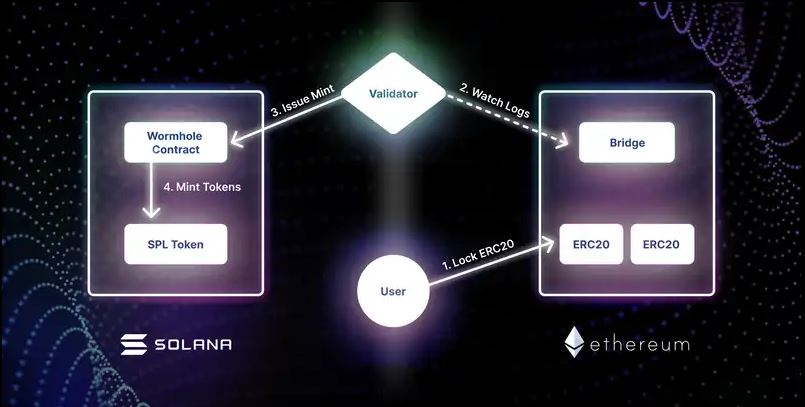 Validator
3. Issue Mint
2. Watch Logs
Wormhole
Contract
Bridge
4. Mint Tokens
SPL Token
ERC20
ERC20
1. Lock ERC20
User
SOLANA
ethereum